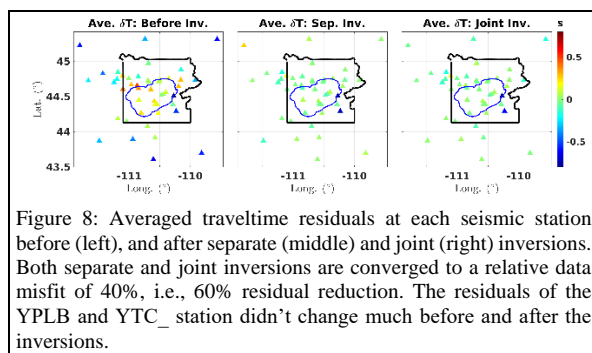 Ave. δT: Before Inv.
Ave. δT: Sep. Inv.
Ave. δT: Joint Inv.
s
45
44.5
44
43.5
Lat. (°)
0.5
0
-0.5
-111
-110
-111
-110
-111
-110
Long. (°)
Long. (°)
Long. (°)
Figure 8: Averaged traveltime residuals at each seismic station
before (left), and after separate (middle) and joint (right) inversions.
Both separate and joint inversions are converged to a relative data
misfit of 40%, i.e., 60% residual reduction. The residuals of the
YPLB and YTC_ station didn't change much before and after the
inversions.